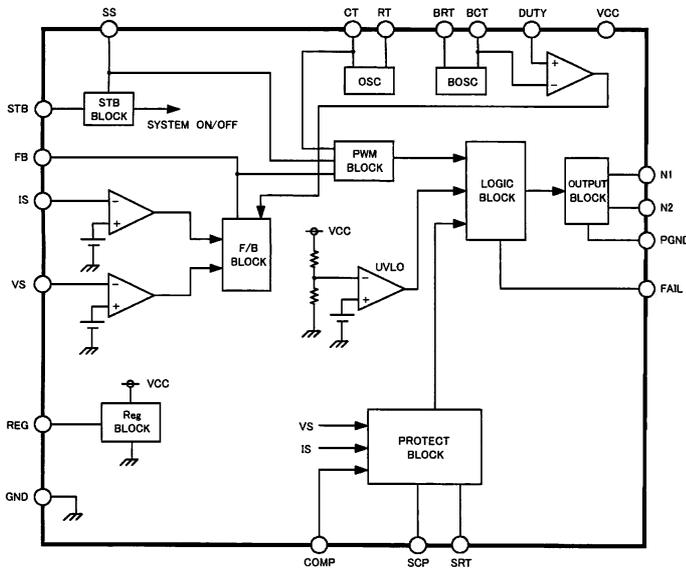 SS
CT
RT
BRT
BCT
DUTY
VCC
STB
STB
BLOCK
SYSTEM ON/OFF
OSC
BOSC
+
−
FB
PWM
BLOCK
LOGIC
BLOCK
OUTPUT
BLOCK
N1
N2
PGND
FAIL
IS
−
+
F/B
BLOCK
VCC
UVLO
−
+
VS
−
+
VCC
REG
Reg
BLOCK
VS
IS
PROTECT
BLOCK
GND
COMP
SCP
SRT